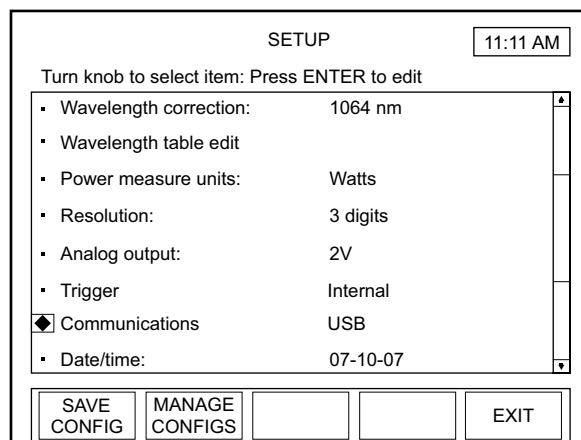 SETUP
11:11 AM
Turn knob to select item: Press ENTER to edit
Wavelength correction: 1064 nm
Wavelength table edit
Power measure units: Watts
Resolution: 3 digits
Analog output: 2V
Trigger Internal
Communications USB
Date/time: 07-10-07
SAVE CONFIG
MANAGE CONFIGS
EXIT